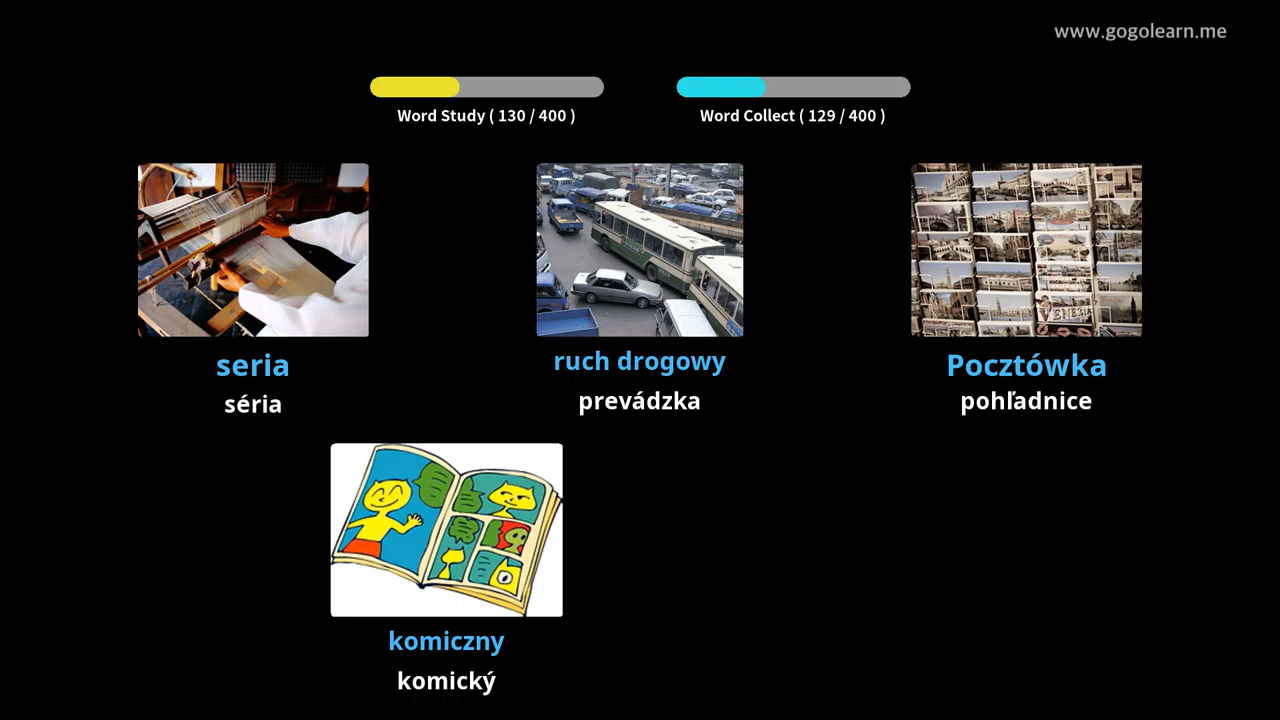 www.gogolearn.me
Word Study ( 130 / 400 )
Word Collect ( 129 / 400 )
seria
séria
ruch drogowy
prevádzka
VENEZIA
Pocztówka
pohľadnice
komiczny
komický